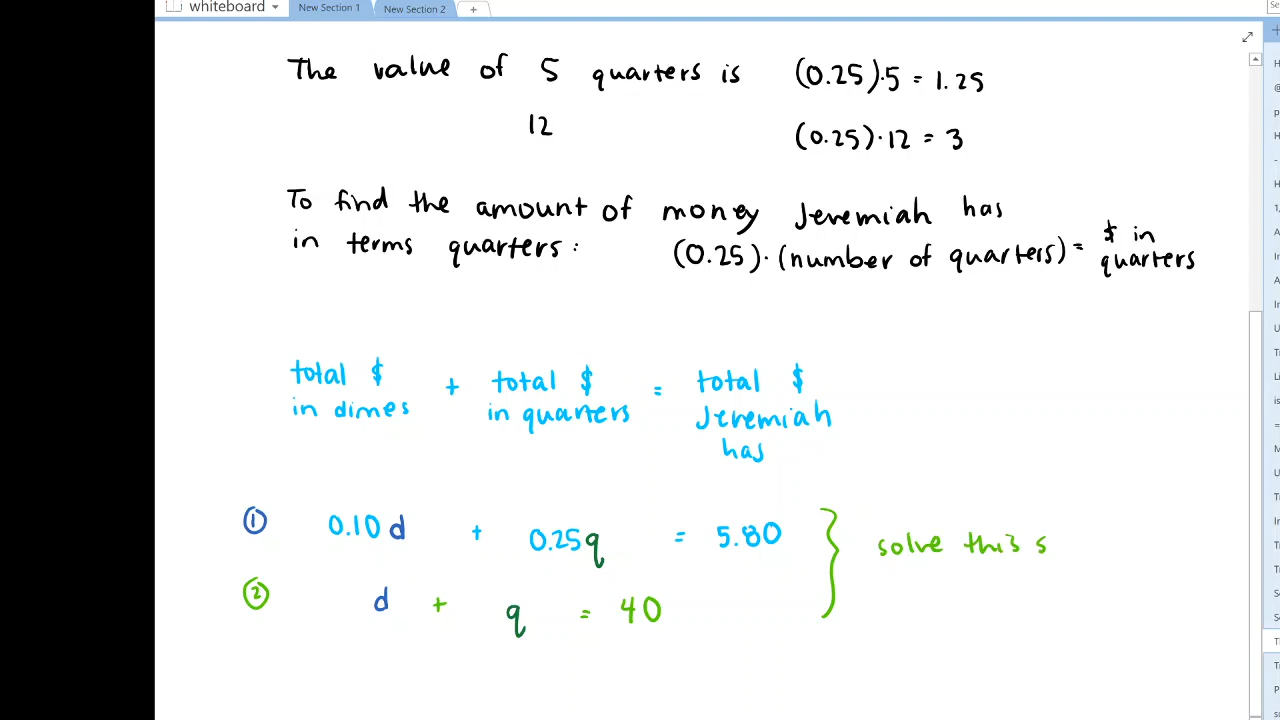 whiteboard
New Section 1
New Section 2
+
The value of 5 quarters is (0.25)·5 = 1.25
12 (0.25)·12 = 3
To find the amount of money Jeremiah has
in terms quarters: (0.25)·(number of quarters) = $ in quarters
total $ in dimes + total $ in quarters = total $ Jeremiah has
① 0.10d + 0.25q = 5.80
② d + q = 40
solve this s